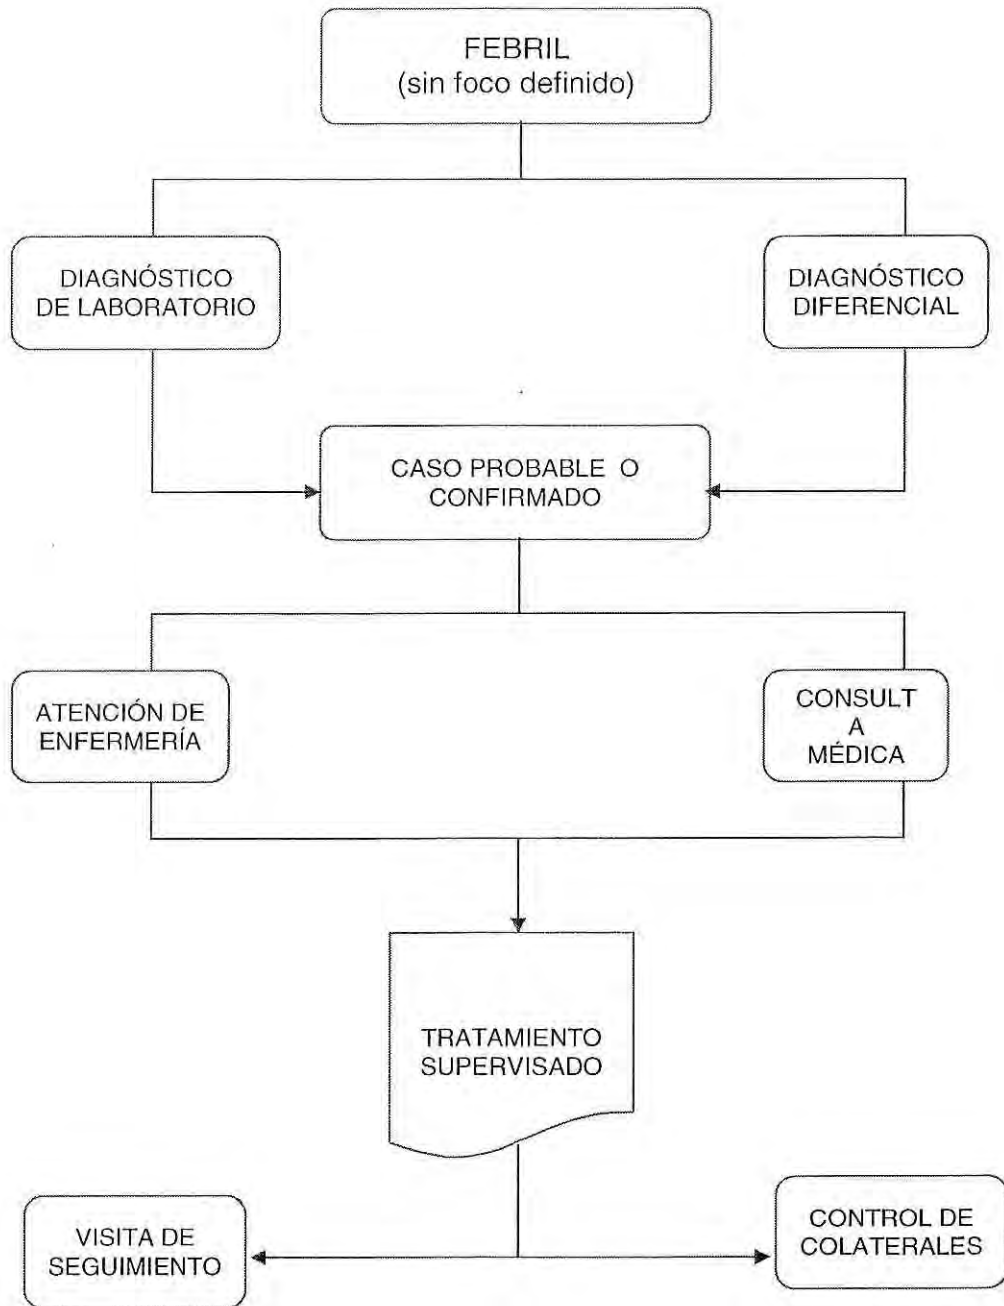 FEBRIL
(sin foco definido)
DIAGNÓSTICO
DE LABORATORIO
DIAGNÓSTICO
DIFERENCIAL
CASO PROBABLE O
CONFIRMADO
ATENCIÓN DE
ENFERMERÍA
CONSULT
A
MÉDICA
TRATAMIENTO
SUPERVISADO
VISITA DE
SEGUIMIENTO
CONTROL DE
COLATERALES